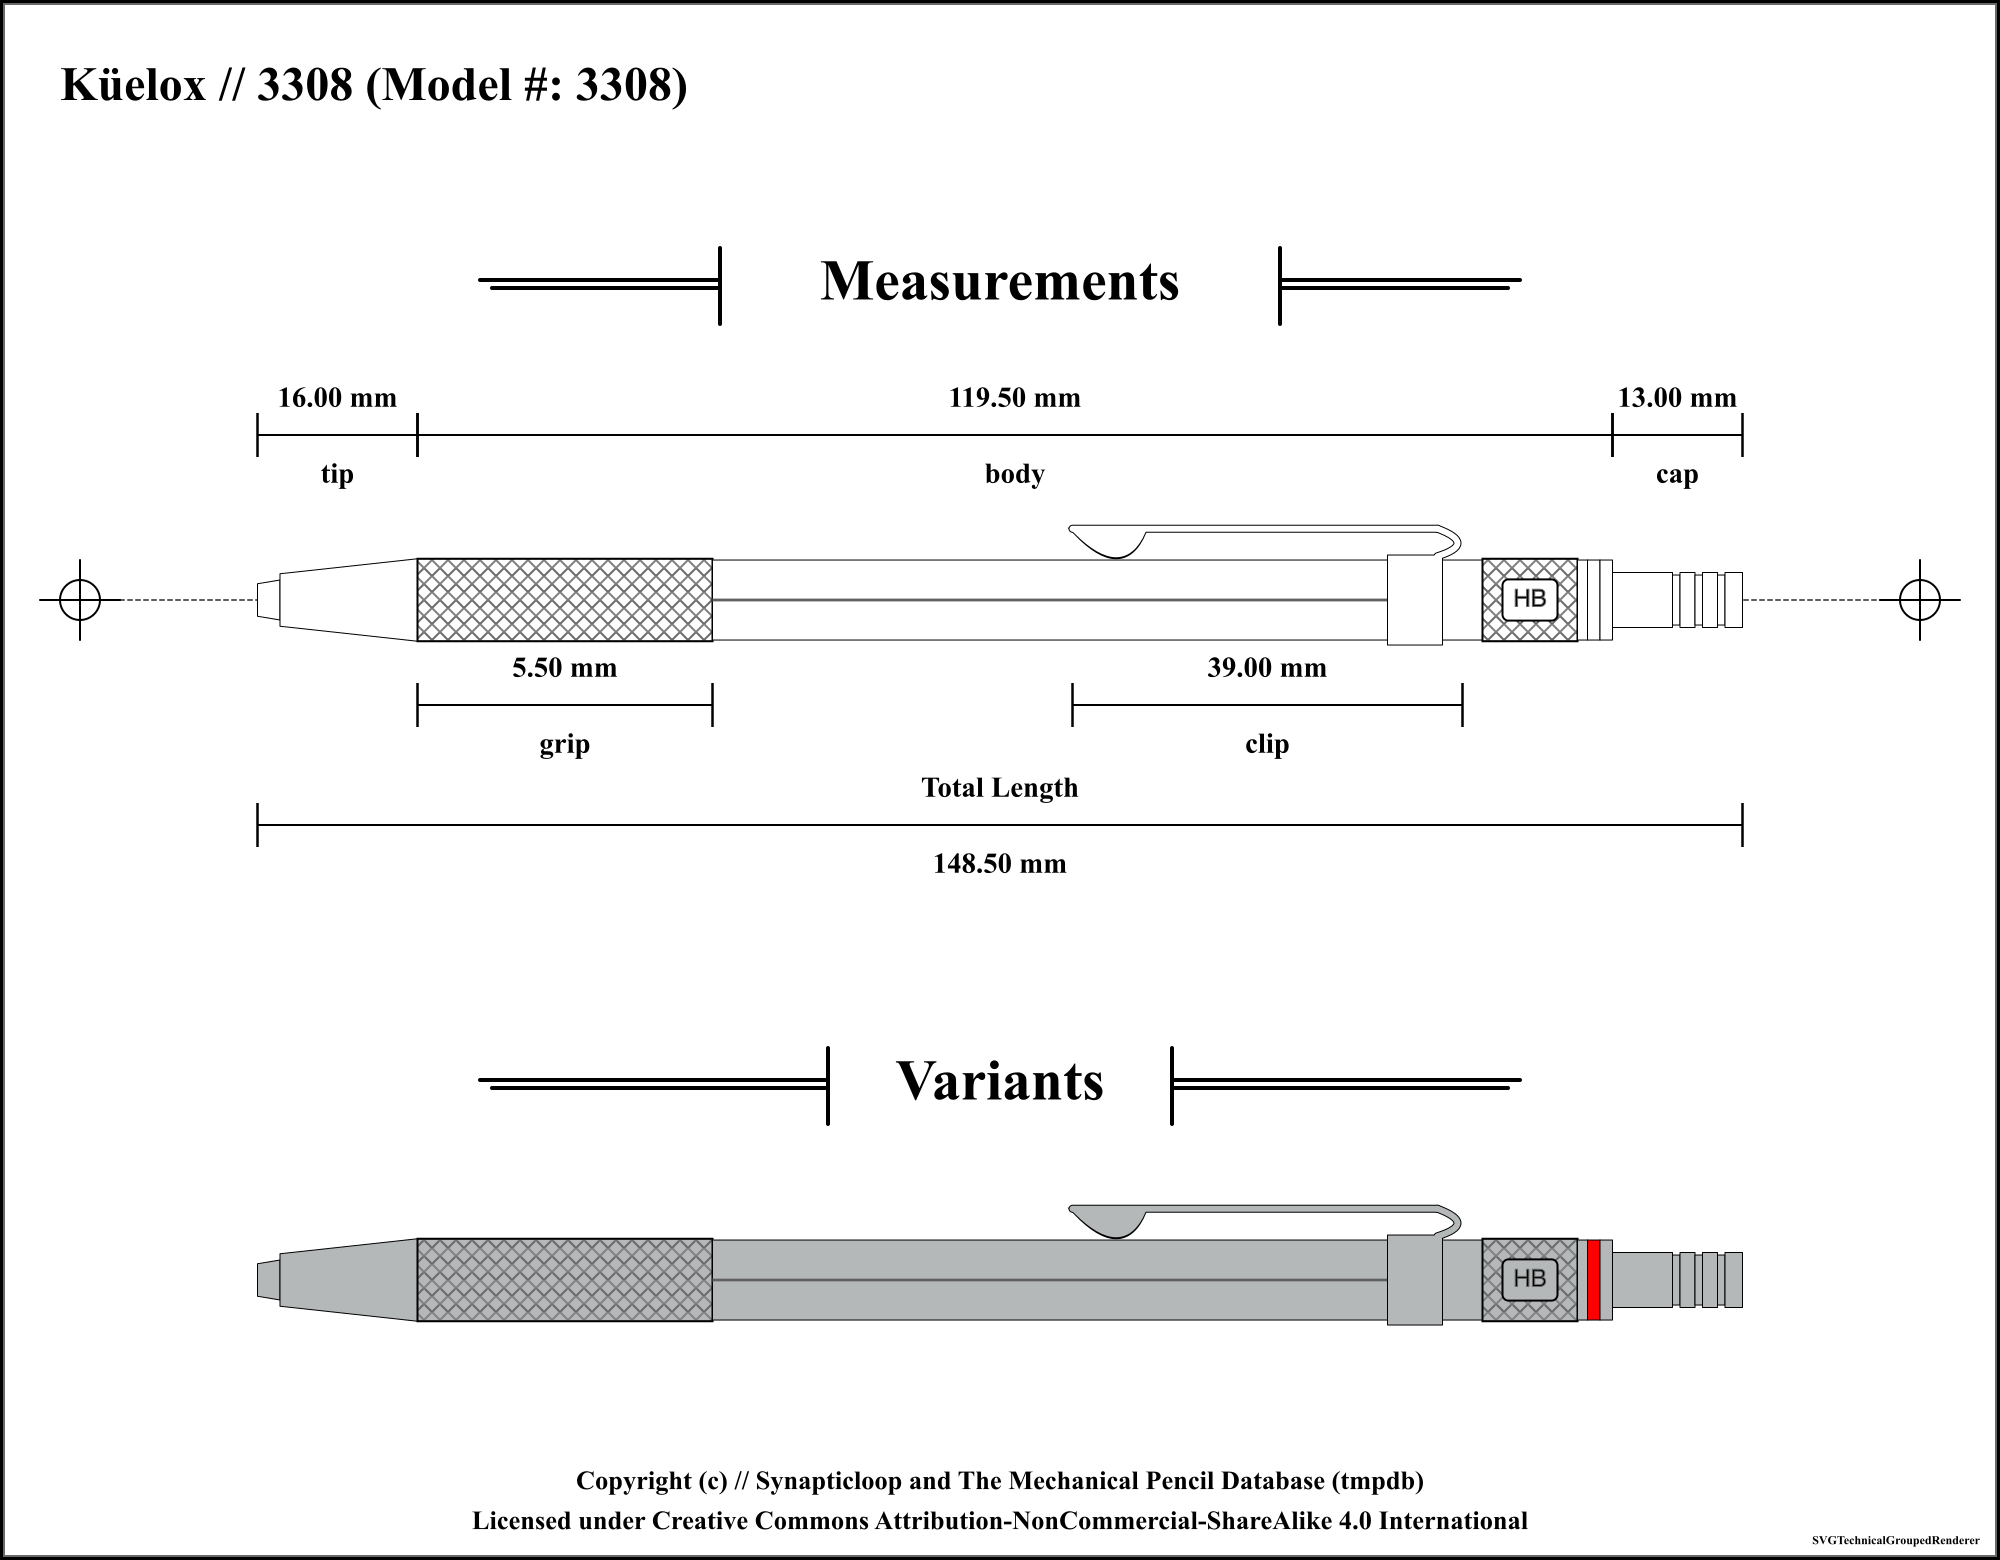 Küelox // 3308 (Model #: 3308)
Measurements
16.00 mm 119.50 mm 13.00 mm
tip body cap
HB
5.50 mm 39.00 mm
grip clip
Total Length
148.50 mm
Variants
HB
Copyright (c) // Synapticloop and The Mechanical Pencil Database (tmpdb)
Licensed under Creative Commons Attribution-NonCommercial-ShareAlike 4.0 International
SVGTechnicalGroupedRenderer